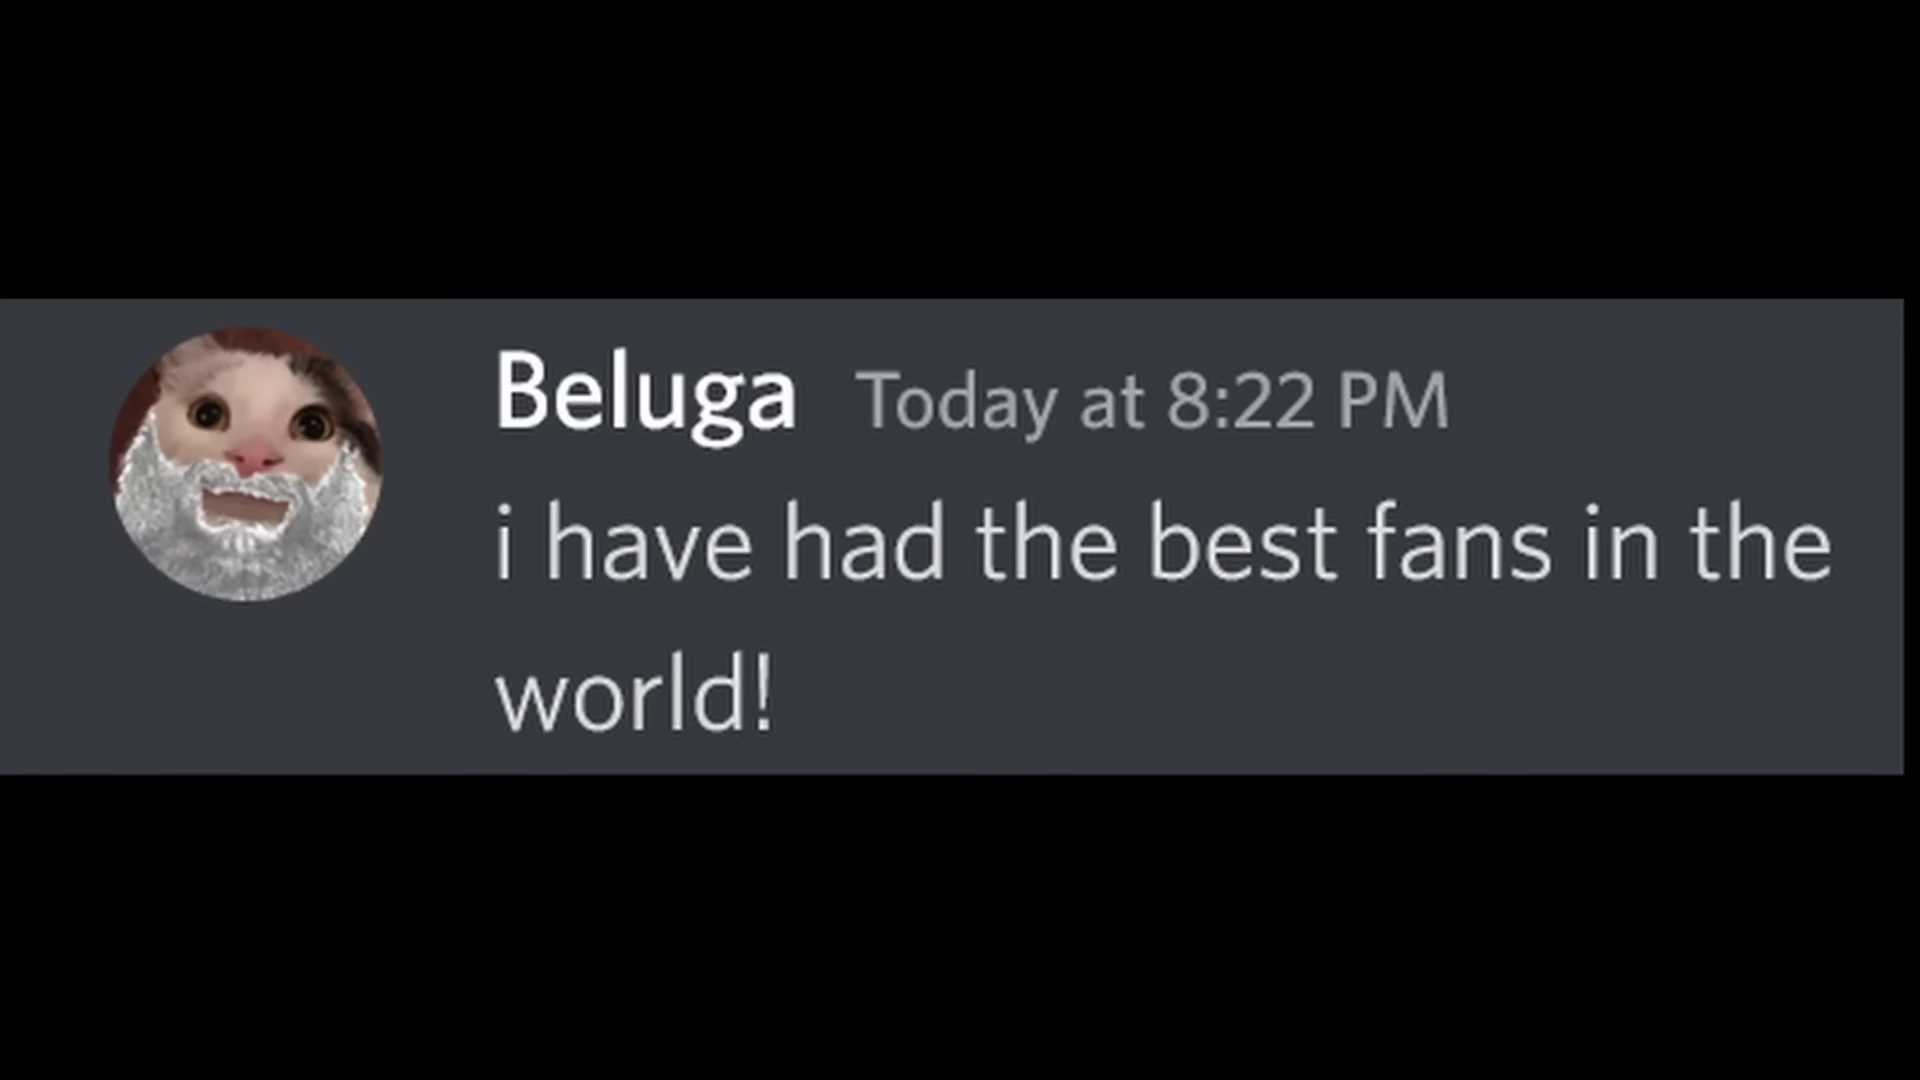 Beluga Today at 8:22 PM
i have had the best fans in the
world!